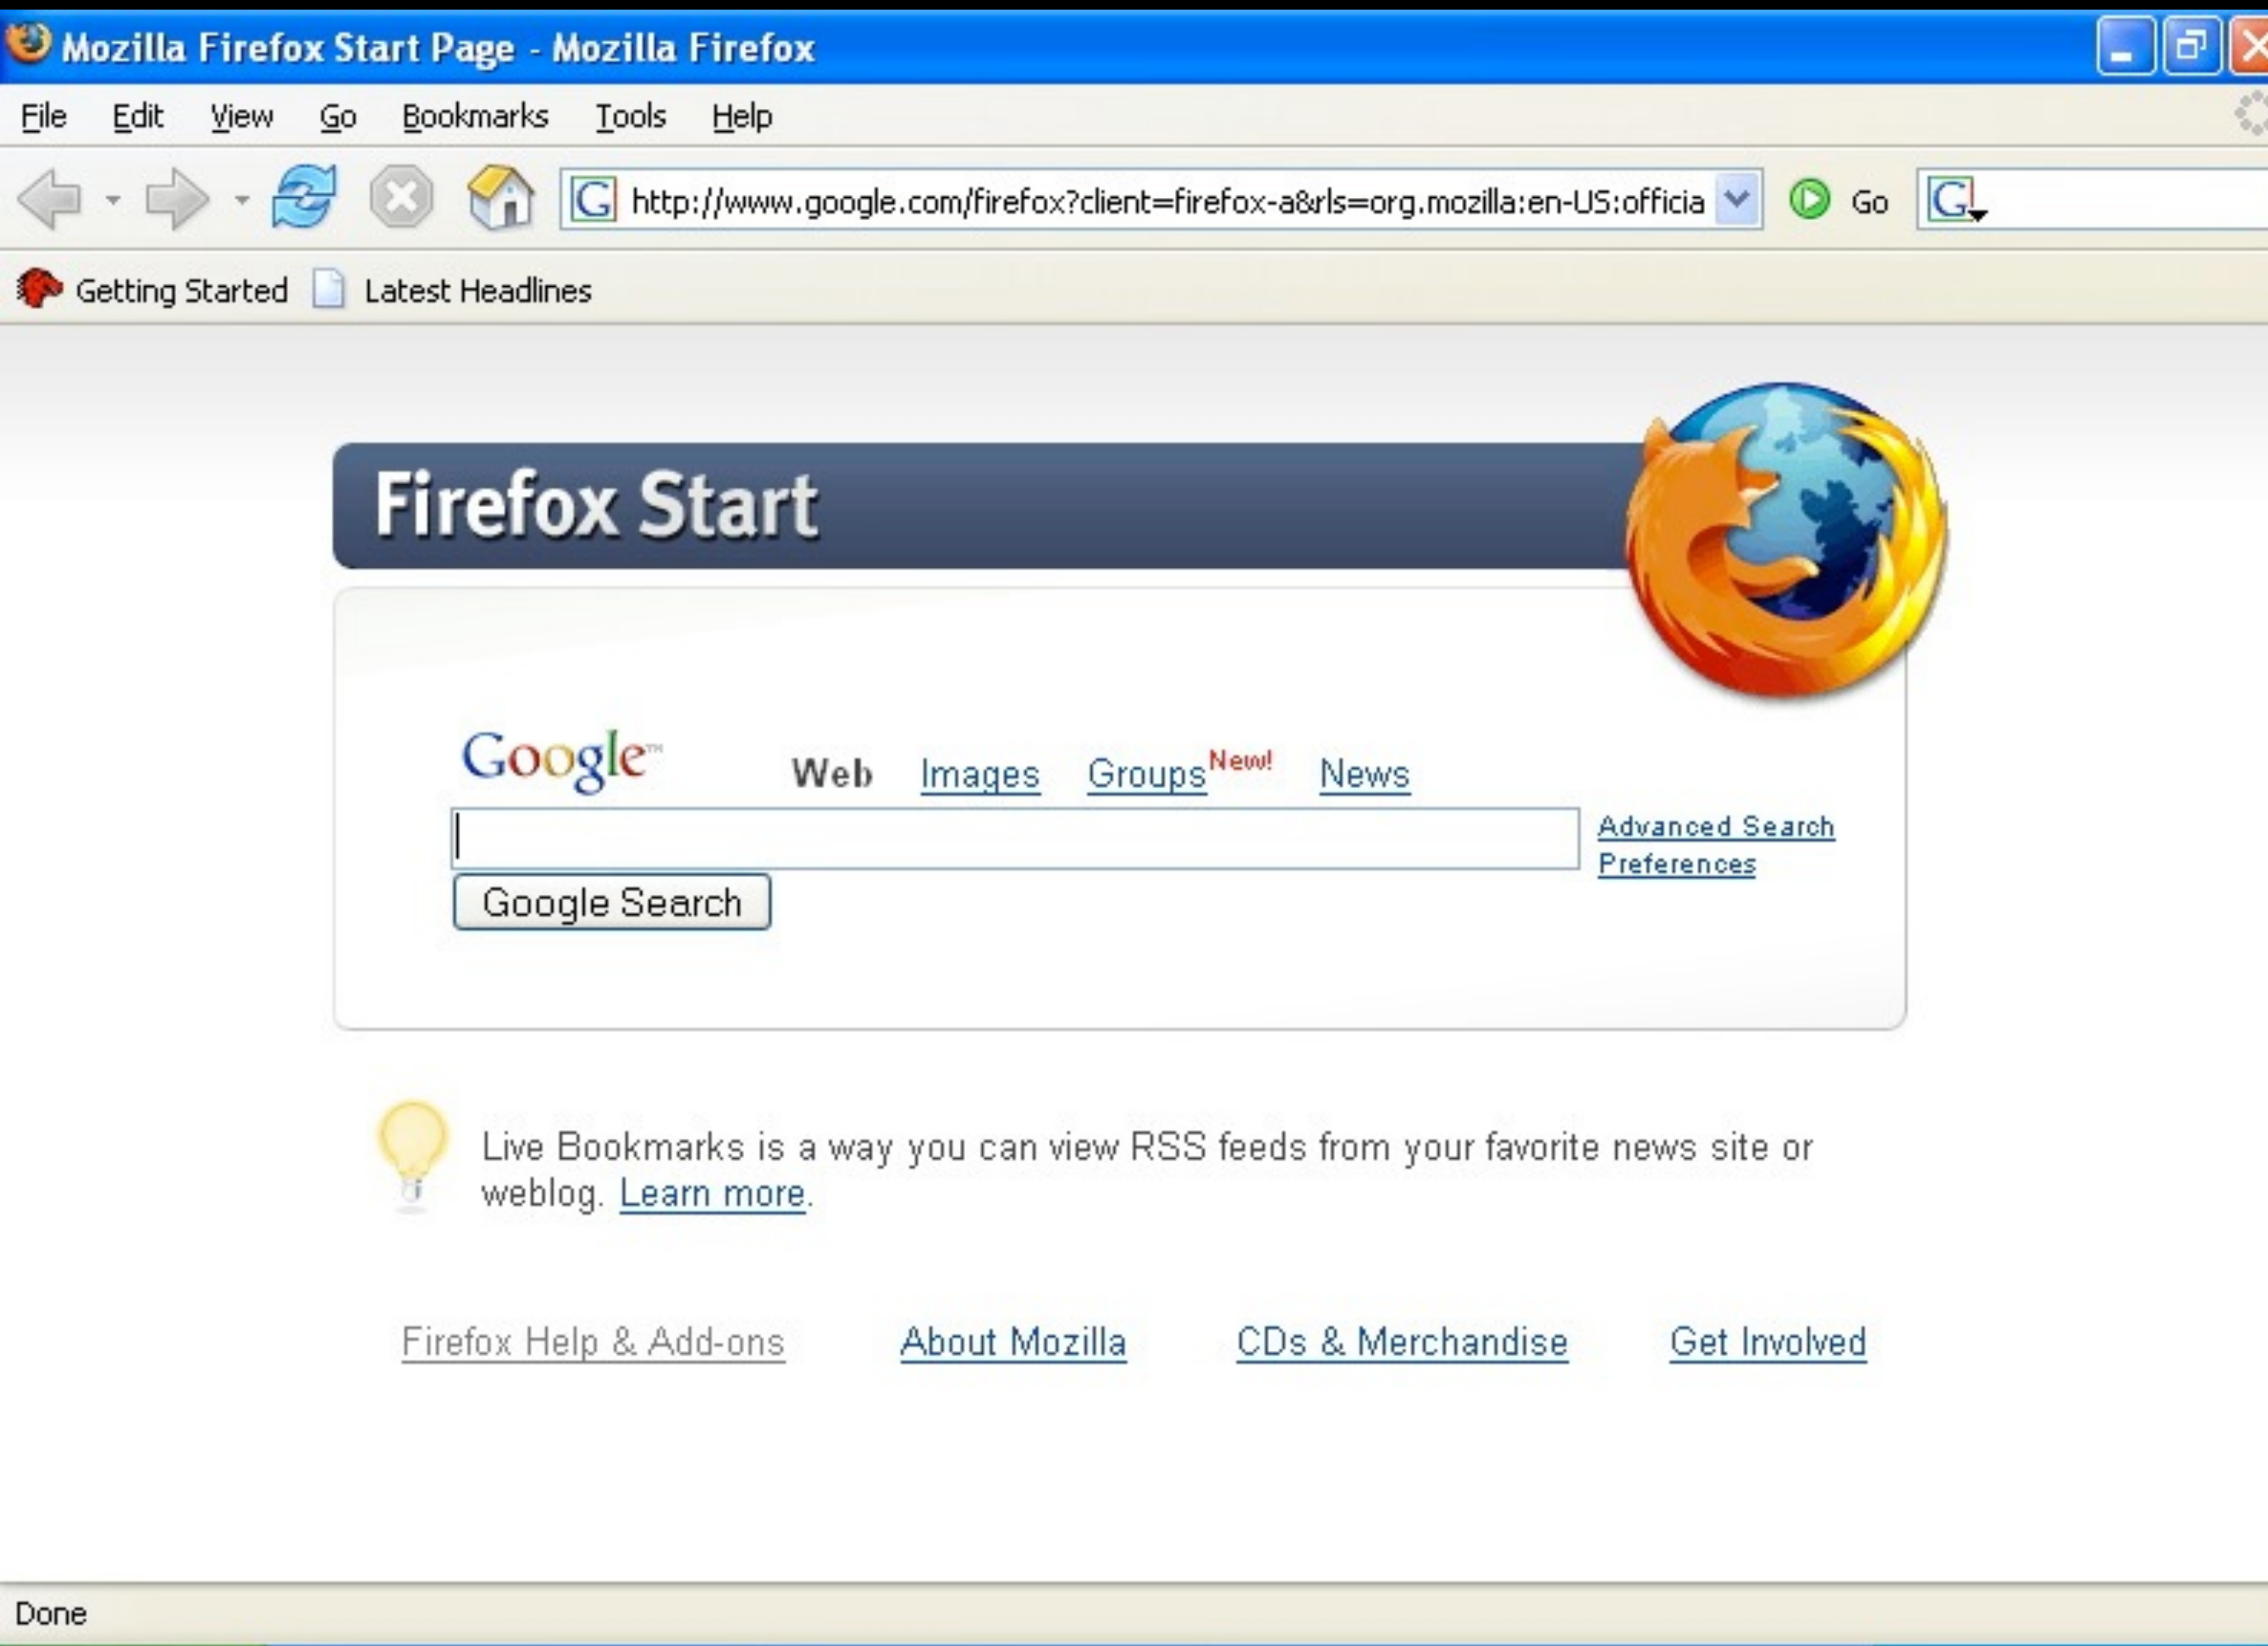 Mozilla Firefox Start Page - Mozilla Firefox
File Edit View Go Bookmarks Tools Help
G http://www.google.com/firefox?client=firefox-a&rls=org.mozilla:en-US:officia Go G
Getting Started Latest Headlines
Firefox Start
Google™ Web Images Groups New! News
Advanced Search
Preferences
Google Search
Live Bookmarks is a way you can view RSS feeds from your favorite news site or
weblog. Learn more.
Firefox Help & Add-ons About Mozilla CDs & Merchandise Get Involved
Done